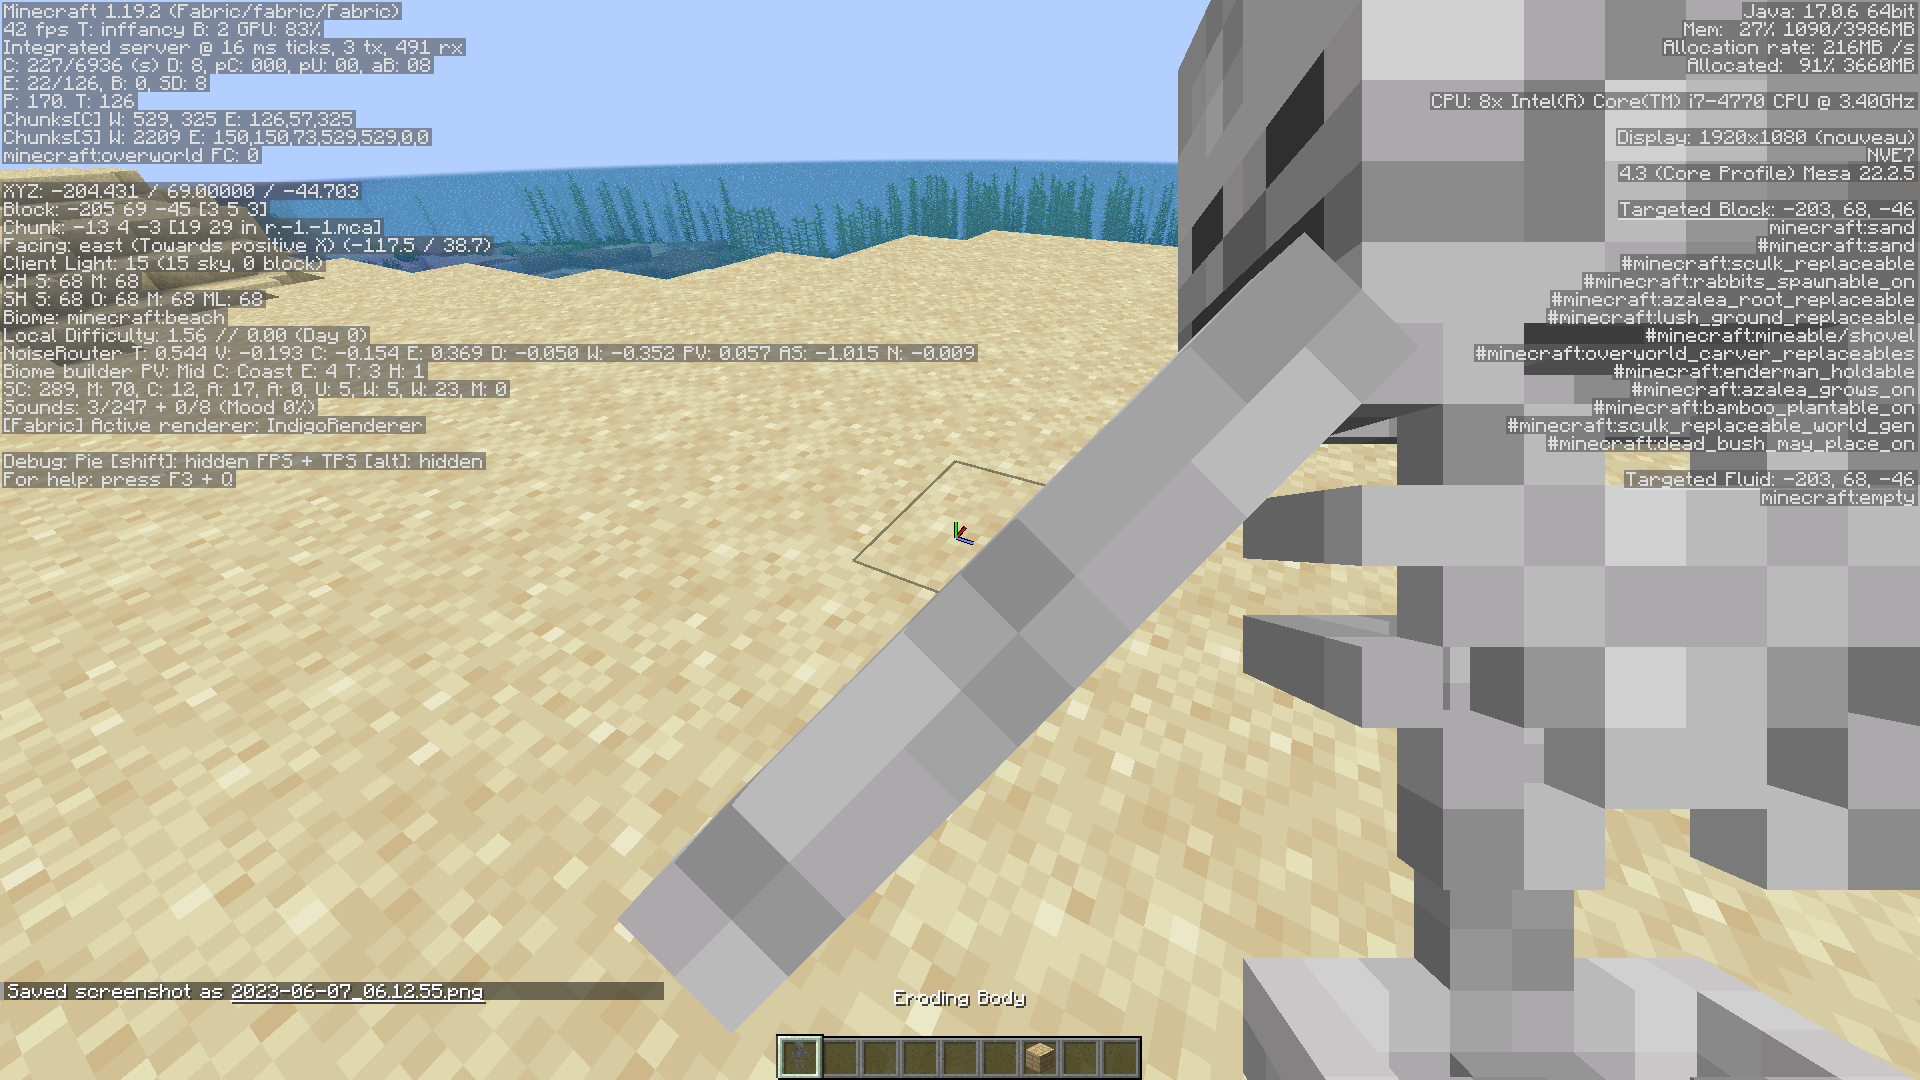 Minecraft 1.19.2 (Fabric/fabric/Fabric)
42 fps T: inffancy B: 2 GPU: 83%
Integrated server @ 16 ms ticks, 3 tx, 491 rx
C: 227/6936 (s) D: 8, pC: 000, pU: 00, aB: 08
E: 22/126, B: 0, SD: 8
P: 170. T: 126
Chunks[C] W: 529, 325 E: 126,57,325
Chunks[S] W: 2209 E: 150,150,73,529,529,0,0
minecraft:overworld FC: 0
XYZ: -204.431 / 69.00000 / -44.703
Block: -205 69 -45 [3 5 3]
Chunk: -13 4 -3 [19 29 in r.-1.-1.mca]
Facing: east (Towards positive X) (-117.5 / 38.7)
Client Light: 15 (15 sky, 0 block)
CH S: 68 M: 68
SH S: 68 O: 68 M: 68 ML: 68
Biome: minecraft:beach
Local Difficulty: 1.56 // 0.00 (Day 0)
NoiseRouter T: 0.544 V: -0.193 C: -0.154 E: 0.369 D: -0.050 W: -0.352 PV: 0.057 AS: -1.015 N: -0.009
Biome builder PV: Mid C: Coast E: 4 T: 3 H: 1
SC: 289, M: 70, C: 12, A: 17, A: 0, U: 5, W: 5, W: 23, M: 0
Sounds: 3/247 + 0/8 (Mood 0%)
[Fabric] Active renderer: IndigoRenderer
Debug: Pie [shift]: hidden FPS + TPS [alt]: hidden
For help: press F3 + Q
Java: 17.0.6 64bit
Mem: 27% 1090/3986MB
Allocation rate: 216MB /s
Allocated: 91% 3660MB
CPU: 8x Intel(R) Core(TM) i7-4770 CPU @ 3.40GHz
Display: 1920x1080 (nouveau)
NVE7
4.3 (Core Profile) Mesa 22.2.5
Targeted Block: -203, 68, -46
minecraft:sand
#minecraft:sand
#minecraft:sculk_replaceable
#minecraft:rabbits_spawnable_on
#minecraft:azalea_root_replaceable
#minecraft:lush_ground_replaceable
#minecraft:mineable/shovel
#minecraft:overworld_carver_replaceables
#minecraft:enderman_holdable
#minecraft:azalea_grows_on
#minecraft:bamboo_plantable_on
#minecraft:sculk_replaceable_world_gen
#minecraft:dead_bush_may_place_on
Targeted Fluid: -203, 68, -46
minecraft:empty
Saved screenshot as 2023-06-07_06.12.55.png
Eroding Body